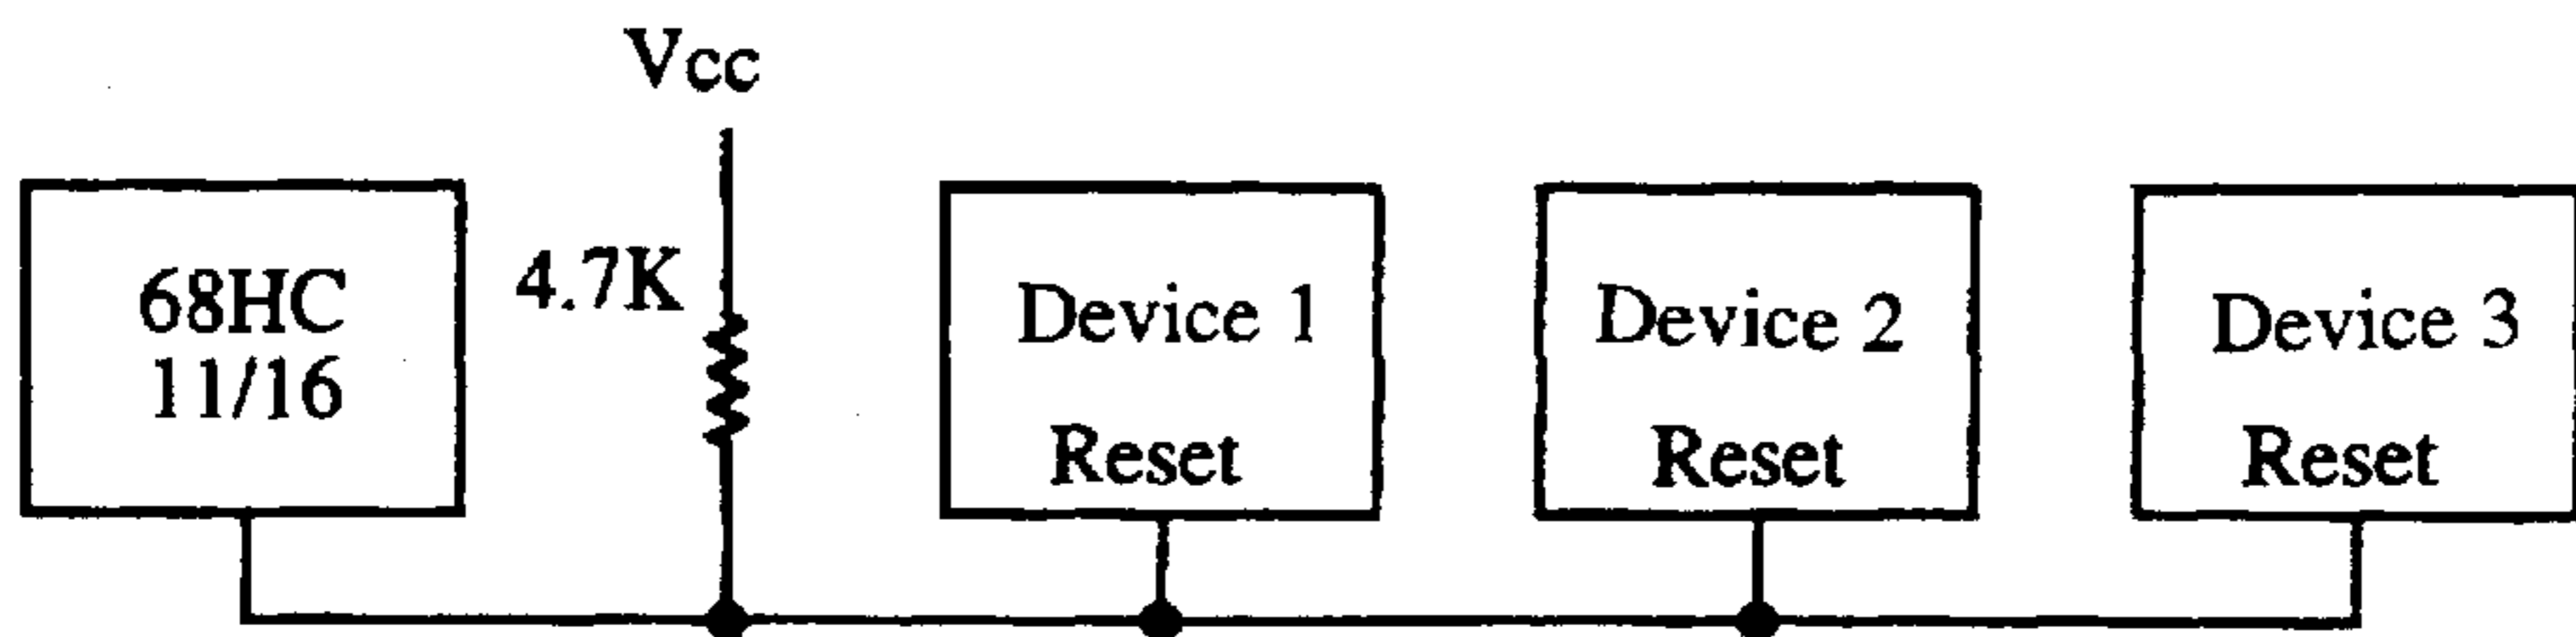 Vcc
68HC
11/16
4.7K
Device 1
Reset
Device 2
Reset
Device 3
Reset